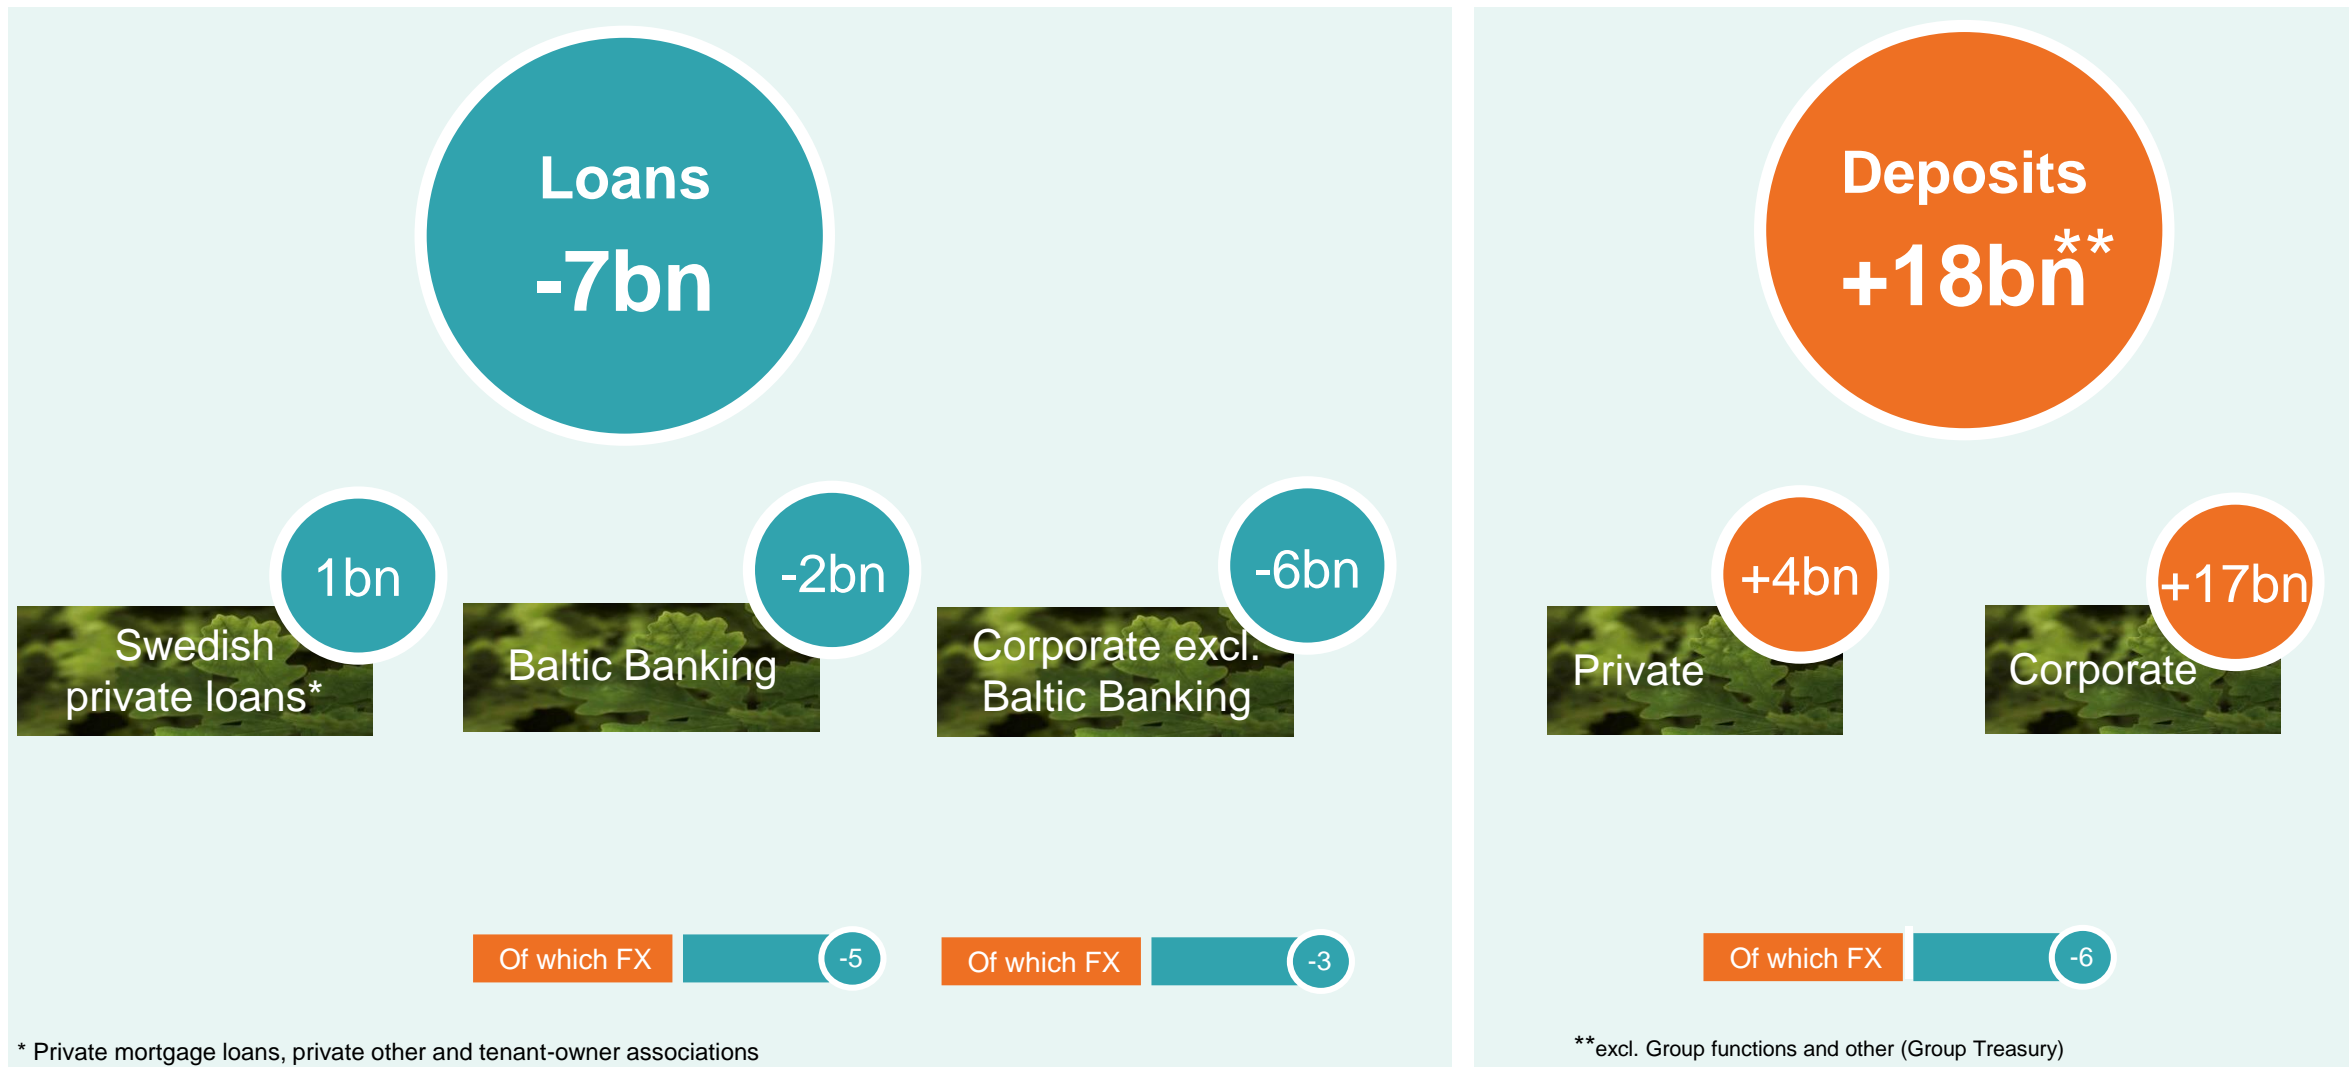 Loans
-7bn
1bn
Swedish
private loans*
-2bn
Baltic Banking
-6bn
Corporate excl.
Baltic Banking
Of which FX
-5
Of which FX
-3
* Private mortgage loans, private other and tenant-owner associations
Deposits
+18bn**
+4bn
Private
+17bn
Corporate
Of which FX
-6
**excl. Group functions and other (Group Treasury)